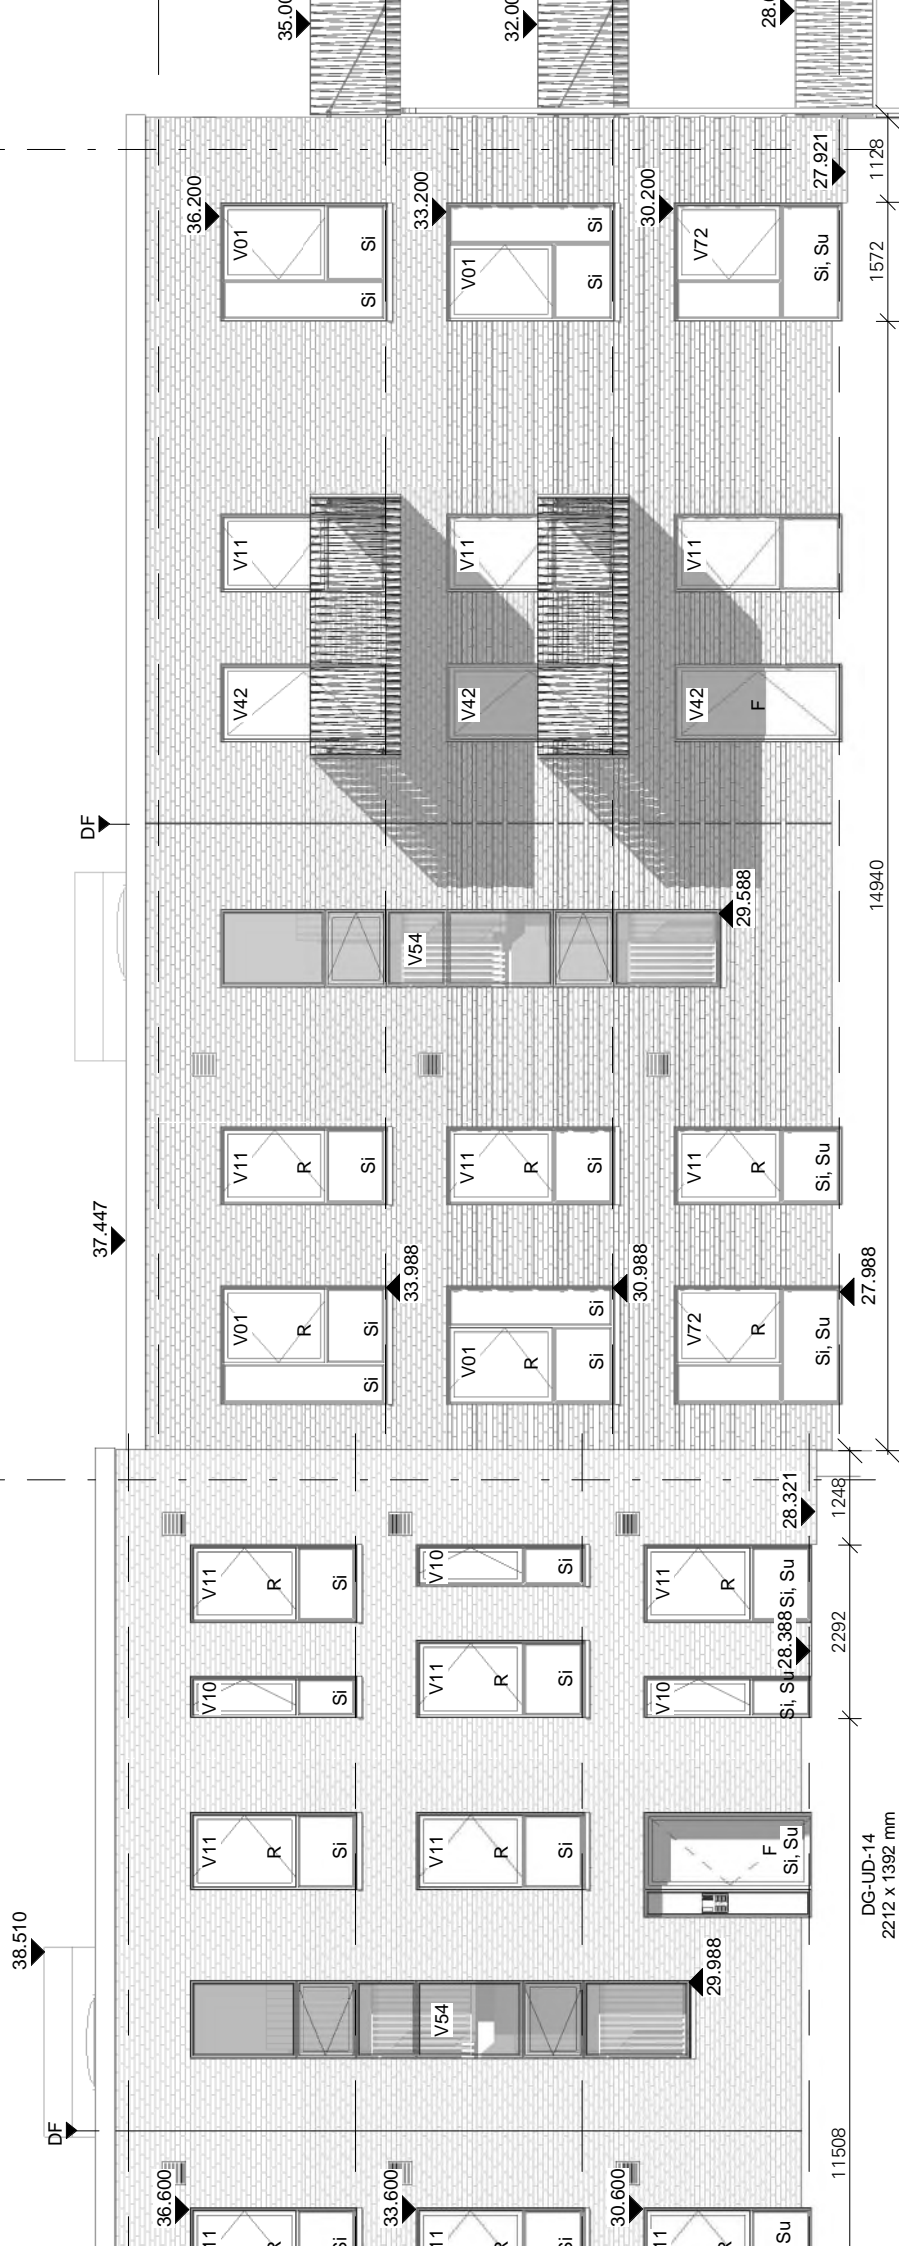 38.510
DF
DF
37.447
36.600
36.200
35.00
V11
V10
V11
V01
V11
V42
V11
V01
R
R
R
R
R
Si
Si
Si
Si
Si
Si
Si
Si
Si
33.600
33.988
33.200
V54
V54
V11
V11
V10
V01
V11
V42
V11
V01
32.00
R
R
R
R
R
Si
Si
Si
Si
Si
Si
Si
Si
Si
30.600
30.988
30.200
V10
V11
V72
V11
V42
V11
V72
29.988
29.588
R
R
R
R
F
F
Si, Su
Si, Su
Si, Su
Si, Su
Si, Su
Si, Su
Su
28.388
28.321
27.988
27.921
11508
2292
1248
DG-UD-14
2212 x 1392 mm
14940
1572
1128